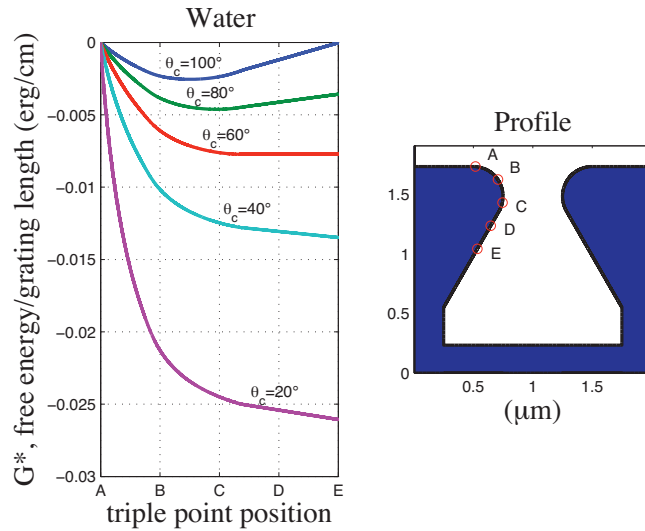 Water
G*, free energy/grating length (erg/cm)
0
−0.005
−0.01
−0.015
−0.02
−0.025
−0.03
θc=100°
θc=80°
θc=60°
θc=40°
θc=20°
A B C D E
triple point position
Profile
A
B
C
D
E
1.5
1
0.5
0
0.5 1 1.5
(μm)